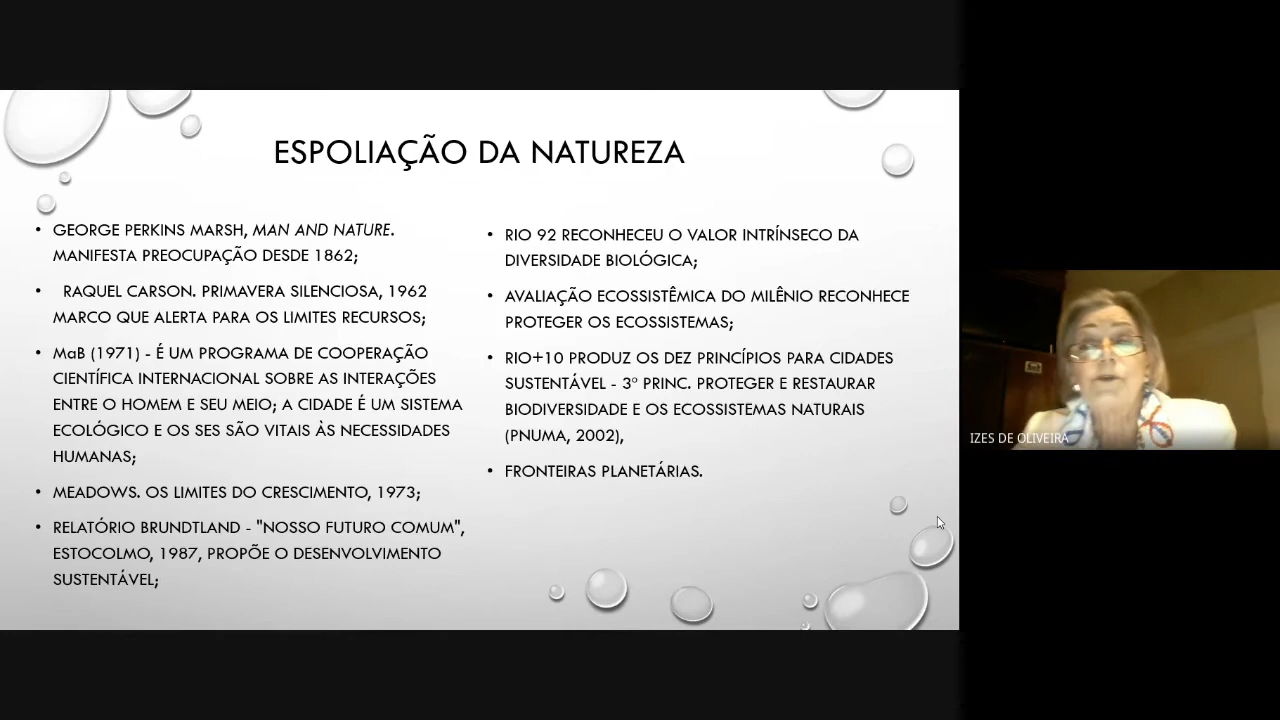 ESPOLIAÇÃO DA NATUREZA
• GEORGE PERKINS MARSH, MAN AND NATURE.
MANIFESTA PREOCUPAÇÃO DESDE 1862;
• RAQUEL CARSON. PRIMAVERA SILENCIOSA, 1962
MARCO QUE ALERTA PARA OS LIMITES RECURSOS;
• MaB (1971) - É UM PROGRAMA DE COOPERAÇÃO
CIENTÍFICA INTERNACIONAL SOBRE AS INTERAÇÕES
ENTRE O HOMEM E SEU MEIO; A CIDADE É UM SISTEMA
ECOLÓGICO E OS SES SÃO VITAIS ÀS NECESSIDADES
HUMANAS;
• MEADOWS. OS LIMITES DO CRESCIMENTO, 1973;
• RELATÓRIO BRUNDTLAND - "NOSSO FUTURO COMUM",
ESTOCOLMO, 1987, PROPÕE O DESENVOLVIMENTO
SUSTENTÁVEL;
• RIO 92 RECONHECEU O VALOR INTRÍNSECO DA
DIVERSIDADE BIOLÓGICA;
• AVALIAÇÃO ECOSSISTÊMICA DO MILÊNIO RECONHECE
PROTEGER OS ECOSSISTEMAS;
• RIO+10 PRODUZ OS DEZ PRINCÍPIOS PARA CIDADES
SUSTENTÁVEL - 3º PRINC. PROTEGER E RESTAURAR
BIODIVERSIDADE E OS ECOSSISTEMAS NATURAIS
(PNUMA, 2002),
• FRONTEIRAS PLANETÁRIAS.
IZES DE OLIVEIRA